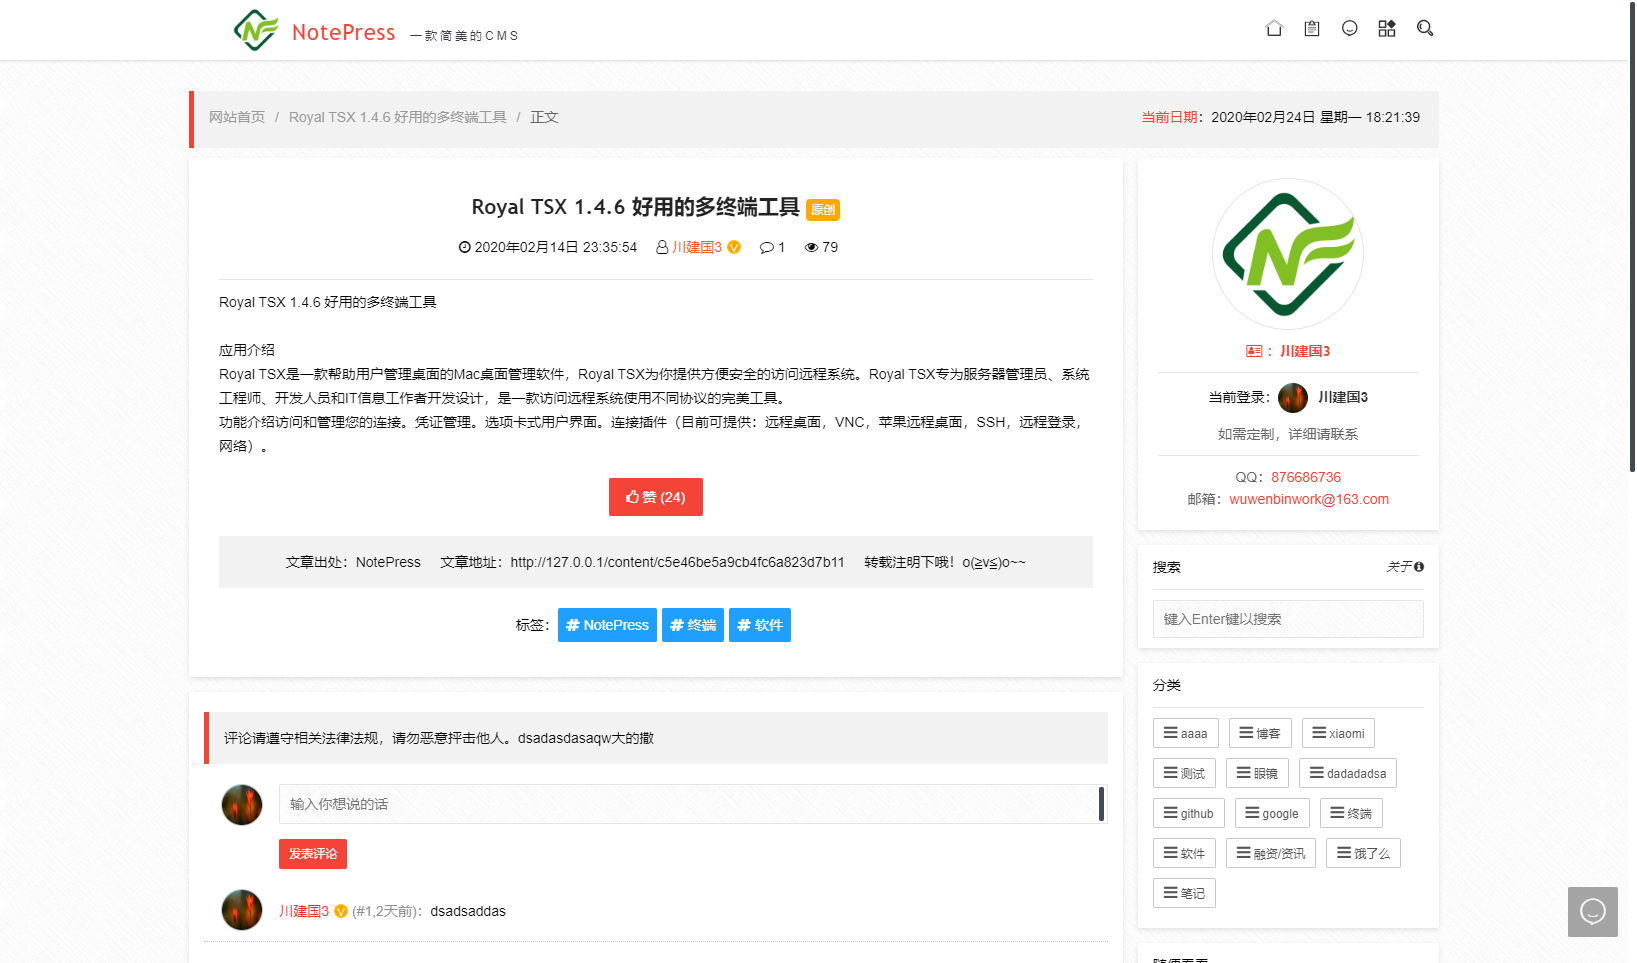 NotePress 一款简美的CMS
网站首页 / Royal TSX 1.4.6 好用的多终端工具 / 正文
当前日期：2020年02月24日 星期一 18:21:39
Royal TSX 1.4.6 好用的多终端工具 原创
2020年02月14日 23:35:54 川建国3 1 79
Royal TSX 1.4.6 好用的多终端工具
应用介绍
Royal TSX是一款帮助用户管理桌面的Mac桌面管理软件，Royal TSX为你提供方便安全的访问远程系统。Royal TSX专为服务器管理员、系统
工程师、开发人员和IT信息工作者开发设计，是一款访问远程系统使用不同协议的完美工具。
功能介绍访问和管理您的连接。凭证管理。选项卡式用户界面。连接插件（目前可提供：远程桌面，VNC，苹果远程桌面，SSH，远程登录，
网络）。
赞 (24)
文章出处：NotePress 文章地址：http://127.0.0.1/content/c5e46be5a9cb4fc6a823d7b11 转载注明下哦！o(≧v≦)o~~
标签： # NotePress # 终端 # 软件
评论请遵守相关法律法规，请勿恶意抨击他人。dsadasdasaqw大的撒
输入你想说的话
发表评论
川建国3 (#1,2天前)：dsadsaddas
：川建国3
当前登录： 川建国3
如需定制，详细请联系
QQ：876686736
邮箱：wuwenbinwork@163.com
搜索 关于
键入Enter键以搜索
分类
aaaa 博客 xiaomi
测试 眼镜 dadadadsa
github google 终端
软件 融资/资讯 饿了么
笔记
随便看看